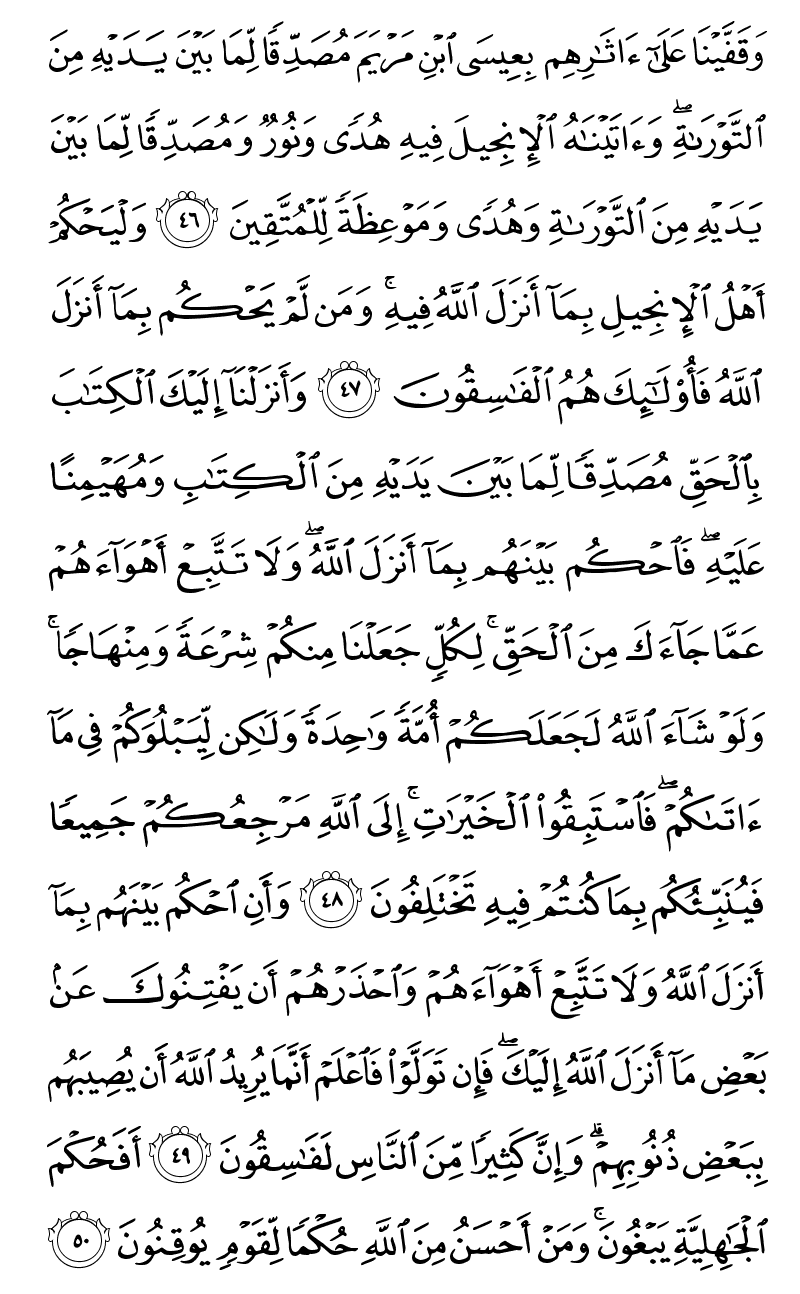 وَقَفَّيْنَا عَلَىٰٓ ءَاثَـٰرِهِم بِعِيسَى ٱبْنِ مَرْيَمَ مُصَدِّقًا لِّمَا بَيْنَ يَدَيْهِ مِنَ
ٱلتَّوْرَىٰةِ ۖ وَءَاتَيْنَـٰهُ ٱلْإِنجِيلَ فِيهِ هُدًى وَنُورٌ وَمُصَدِّقًا لِّمَا بَيْنَ
يَدَيْهِ مِنَ ٱلتَّوْرَىٰةِ وَهُدًى وَمَوْعِظَةً لِّلْمُتَّقِينَ ٤٦ وَلْيَحْكُمْ
أَهْلُ ٱلْإِنجِيلِ بِمَآ أَنزَلَ ٱللَّهُ فِيهِ ۚ وَمَن لَّمْ يَحْكُم بِمَآ أَنزَلَ
ٱللَّهُ فَأُو۟لَـٰٓئِكَ هُمُ ٱلْفَـٰسِقُونَ ٤٧ وَأَنزَلْنَآ إِلَيْكَ ٱلْكِتَـٰبَ
بِٱلْحَقِّ مُصَدِّقًا لِّمَا بَيْنَ يَدَيْهِ مِنَ ٱلْكِتَـٰبِ وَمُهَيْمِنًا
عَلَيْهِ ۖ فَٱحْكُم بَيْنَهُم بِمَآ أَنزَلَ ٱللَّهُ ۖ وَلَا تَتَّبِعْ أَهْوَآءَهُمْ
عَمَّا جَآءَكَ مِنَ ٱلْحَقِّ ۚ لِكُلٍّ جَعَلْنَا مِنكُمْ شِرْعَةً وَمِنْهَاجًا ۚ
وَلَوْ شَآءَ ٱللَّهُ لَجَعَلَكُمْ أُمَّةً وَٰحِدَةً وَلَـٰكِن لِّيَبْلُوَكُمْ فِى مَآ
ءَاتَىٰكُمْ ۖ فَٱسْتَبِقُوا۟ ٱلْخَيْرَٰتِ ۚ إِلَى ٱللَّهِ مَرْجِعُكُمْ جَمِيعًا
فَيُنَبِّئُكُم بِمَا كُنتُمْ فِيهِ تَخْتَلِفُونَ ٤٨ وَأَنِ ٱحْكُم بَيْنَهُم بِمَآ
أَنزَلَ ٱللَّهُ وَلَا تَتَّبِعْ أَهْوَآءَهُمْ وَٱحْذَرْهُمْ أَن يَفْتِنُوكَ عَنۢ
بَعْضِ مَآ أَنزَلَ ٱللَّهُ إِلَيْكَ ۖ فَإِن تَوَلَّوْا۟ فَٱعْلَمْ أَنَّمَا يُرِيدُ ٱللَّهُ أَن يُصِيبَهُم
بِبَعْضِ ذُنُوبِهِمْ ۗ وَإِنَّ كَثِيرًا مِّنَ ٱلنَّاسِ لَفَـٰسِقُونَ ٤٩ أَفَحُكْمَ
ٱلْجَـٰهِلِيَّةِ يَبْغُونَ ۚ وَمَنْ أَحْسَنُ مِنَ ٱللَّهِ حُكْمًا لِّقَوْمٍ يُوقِنُونَ ٥٠